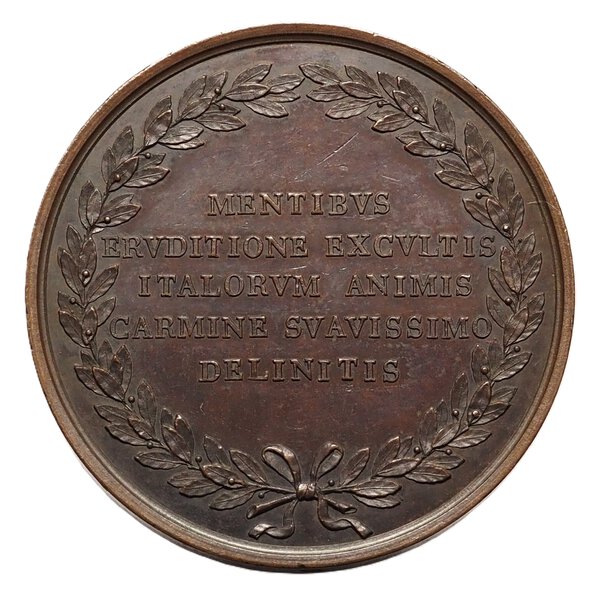 MENTIBVS
ERVDITIONE EXCVLTIS
ITALORVM ANIMIS
CARMINE SVAVISSIMO
DELINITIS